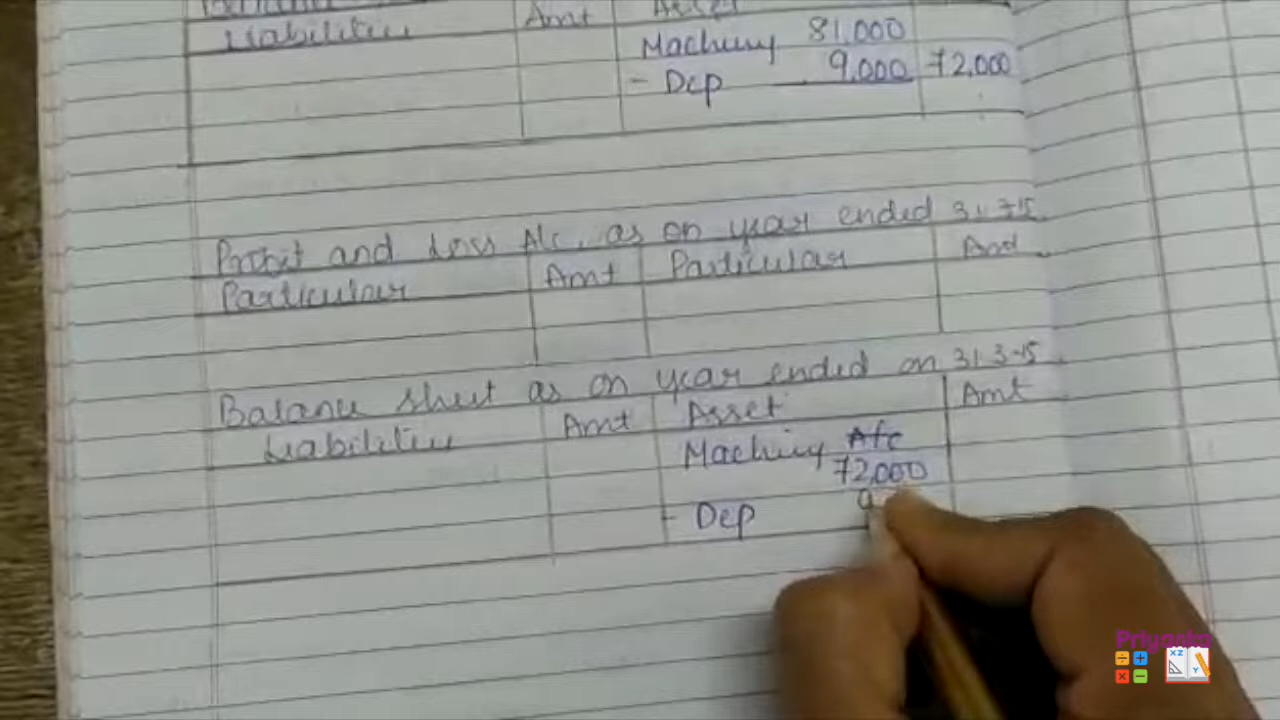 Liabilities Amt Asset
Machinery 81,000
- Dep 9,000 72,000
Profit and Loss A/c, as on year ended 31.3-15.
Particular Amt Particular Amt
Balance sheet as on year ended on 31.3-15.
Liabilities Amt Asset Amt
Machinery A/c
72,000
- Dep 9
Priyanka